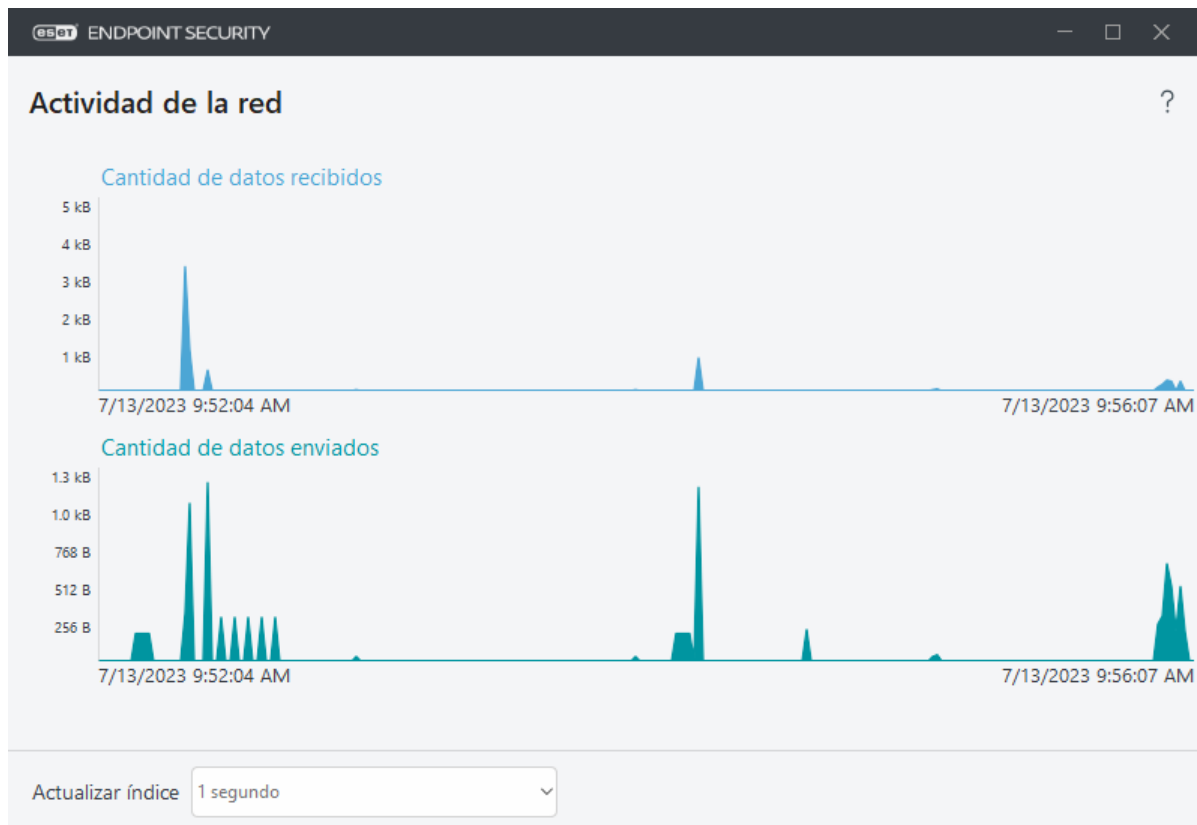 eset ENDPOINT SECURITY
Actividad de la red
?
Cantidad de datos recibidos
5 kB
4 kB
3 kB
2 kB
1 kB
7/13/2023 9:52:04 AM 7/13/2023 9:56:07 AM
Cantidad de datos enviados
1.3 kB
1.0 kB
768 B
512 B
256 B
7/13/2023 9:52:04 AM 7/13/2023 9:56:07 AM
Actualizar índice 1 segundo